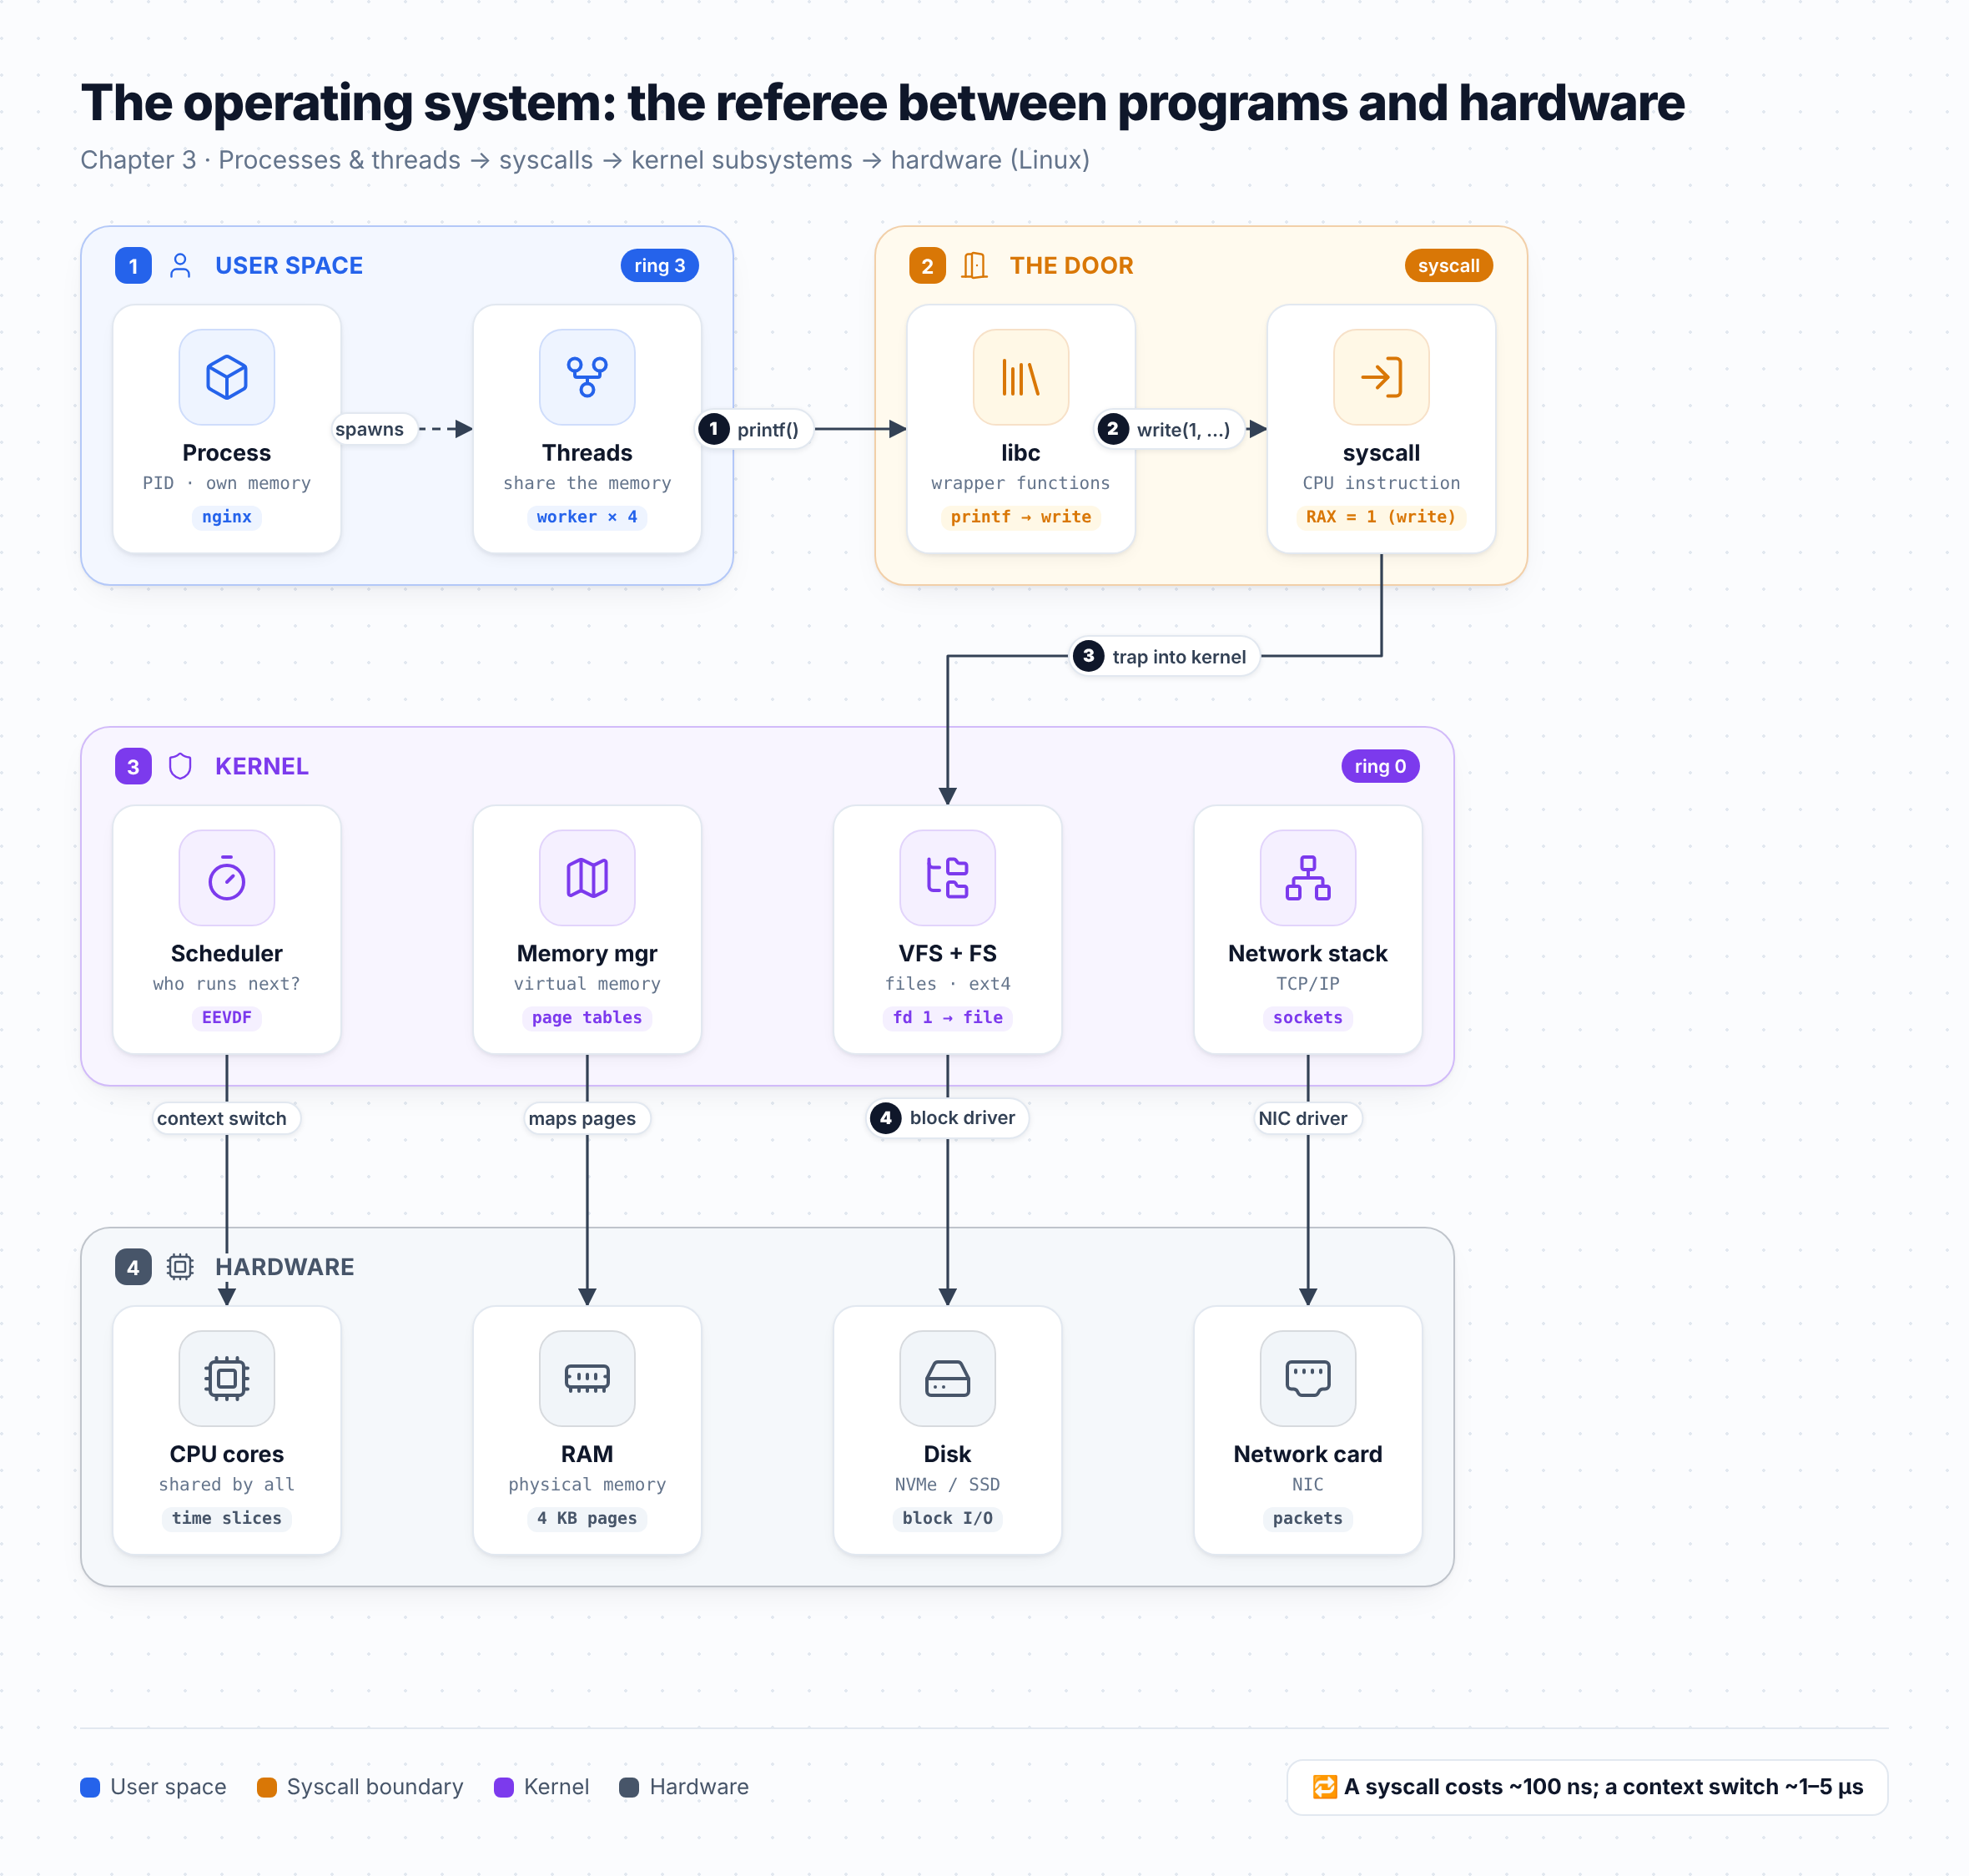 The operating system: the referee between programs and hardware
Chapter 3 · Processes & threads → syscalls → kernel subsystems → hardware (Linux)
1 USER SPACE ring 3
Process
PID · own memory
nginx
spawns
Threads
share the memory
worker × 4
1 printf()
2 THE DOOR syscall
libc
wrapper functions
printf → write
2 write(1, ...)
syscall
CPU instruction
RAX = 1 (write)
3 trap into kernel
3 KERNEL ring 0
Scheduler
who runs next?
EEVDF
Memory mgr
virtual memory
page tables
VFS + FS
files · ext4
fd 1 → file
Network stack
TCP/IP
sockets
context switch
maps pages
4 block driver
NIC driver
4 HARDWARE
CPU cores
shared by all
time slices
RAM
physical memory
4 KB pages
Disk
NVMe / SSD
block I/O
Network card
NIC
packets
User space
Syscall boundary
Kernel
Hardware
🔁 A syscall costs ~100 ns; a context switch ~1–5 µs